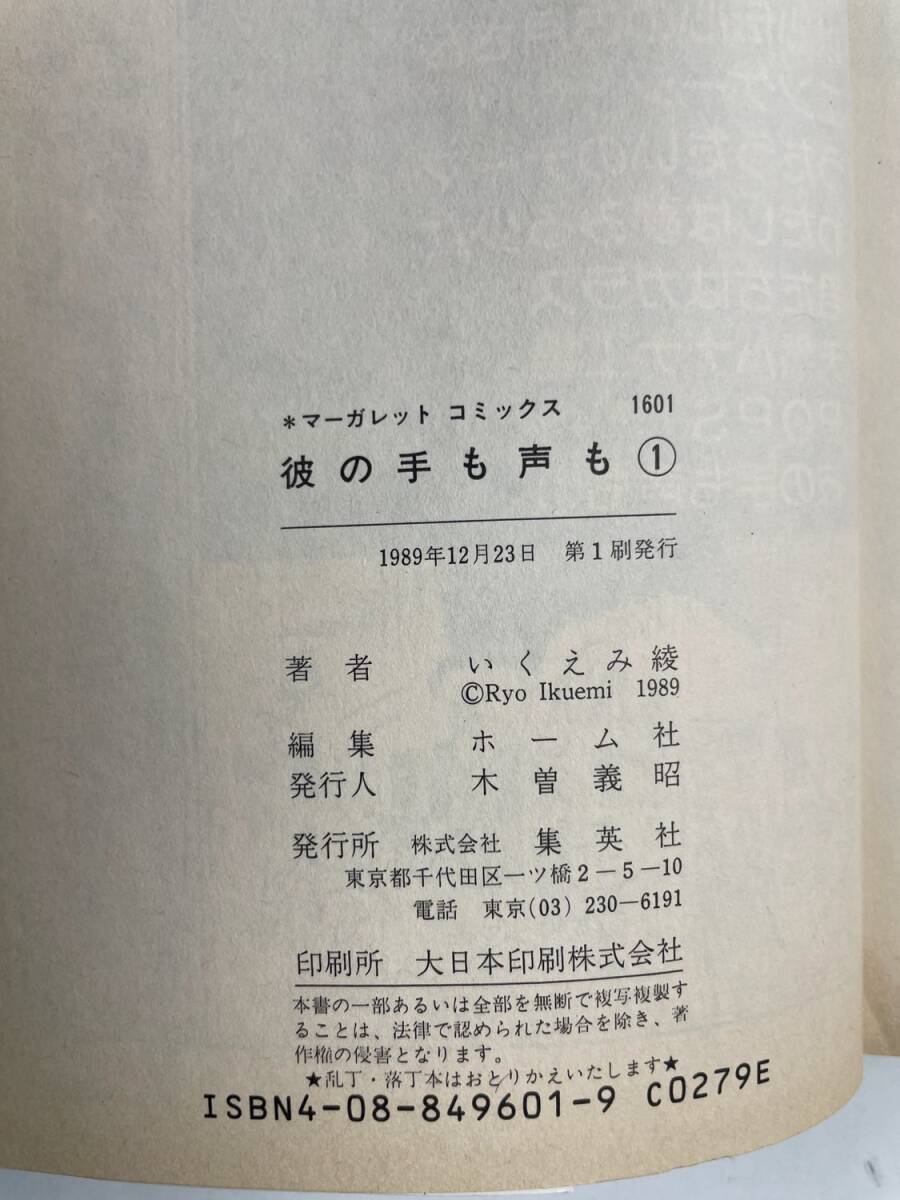 ＊マーガレット コミックス 1601
彼の手も声も①
1989年12月23日 第1刷発行
著者 いくえみ綾
©Ryo Ikuemi 1989
編集 ホーム社
発行人 木曽義昭
発行所 株式会社 集英社
東京都千代田区一ツ橋2－5－10
電話 東京(03) 230－6191
印刷所 大日本印刷株式会社
本書の一部あるいは全部を無断で複写複製す
ることは、法律で認められた場合を除き、著
作権の侵害となります。
★乱丁・落丁本はおとりかえいたします★
ISBN4-08-849601-9 C0279E